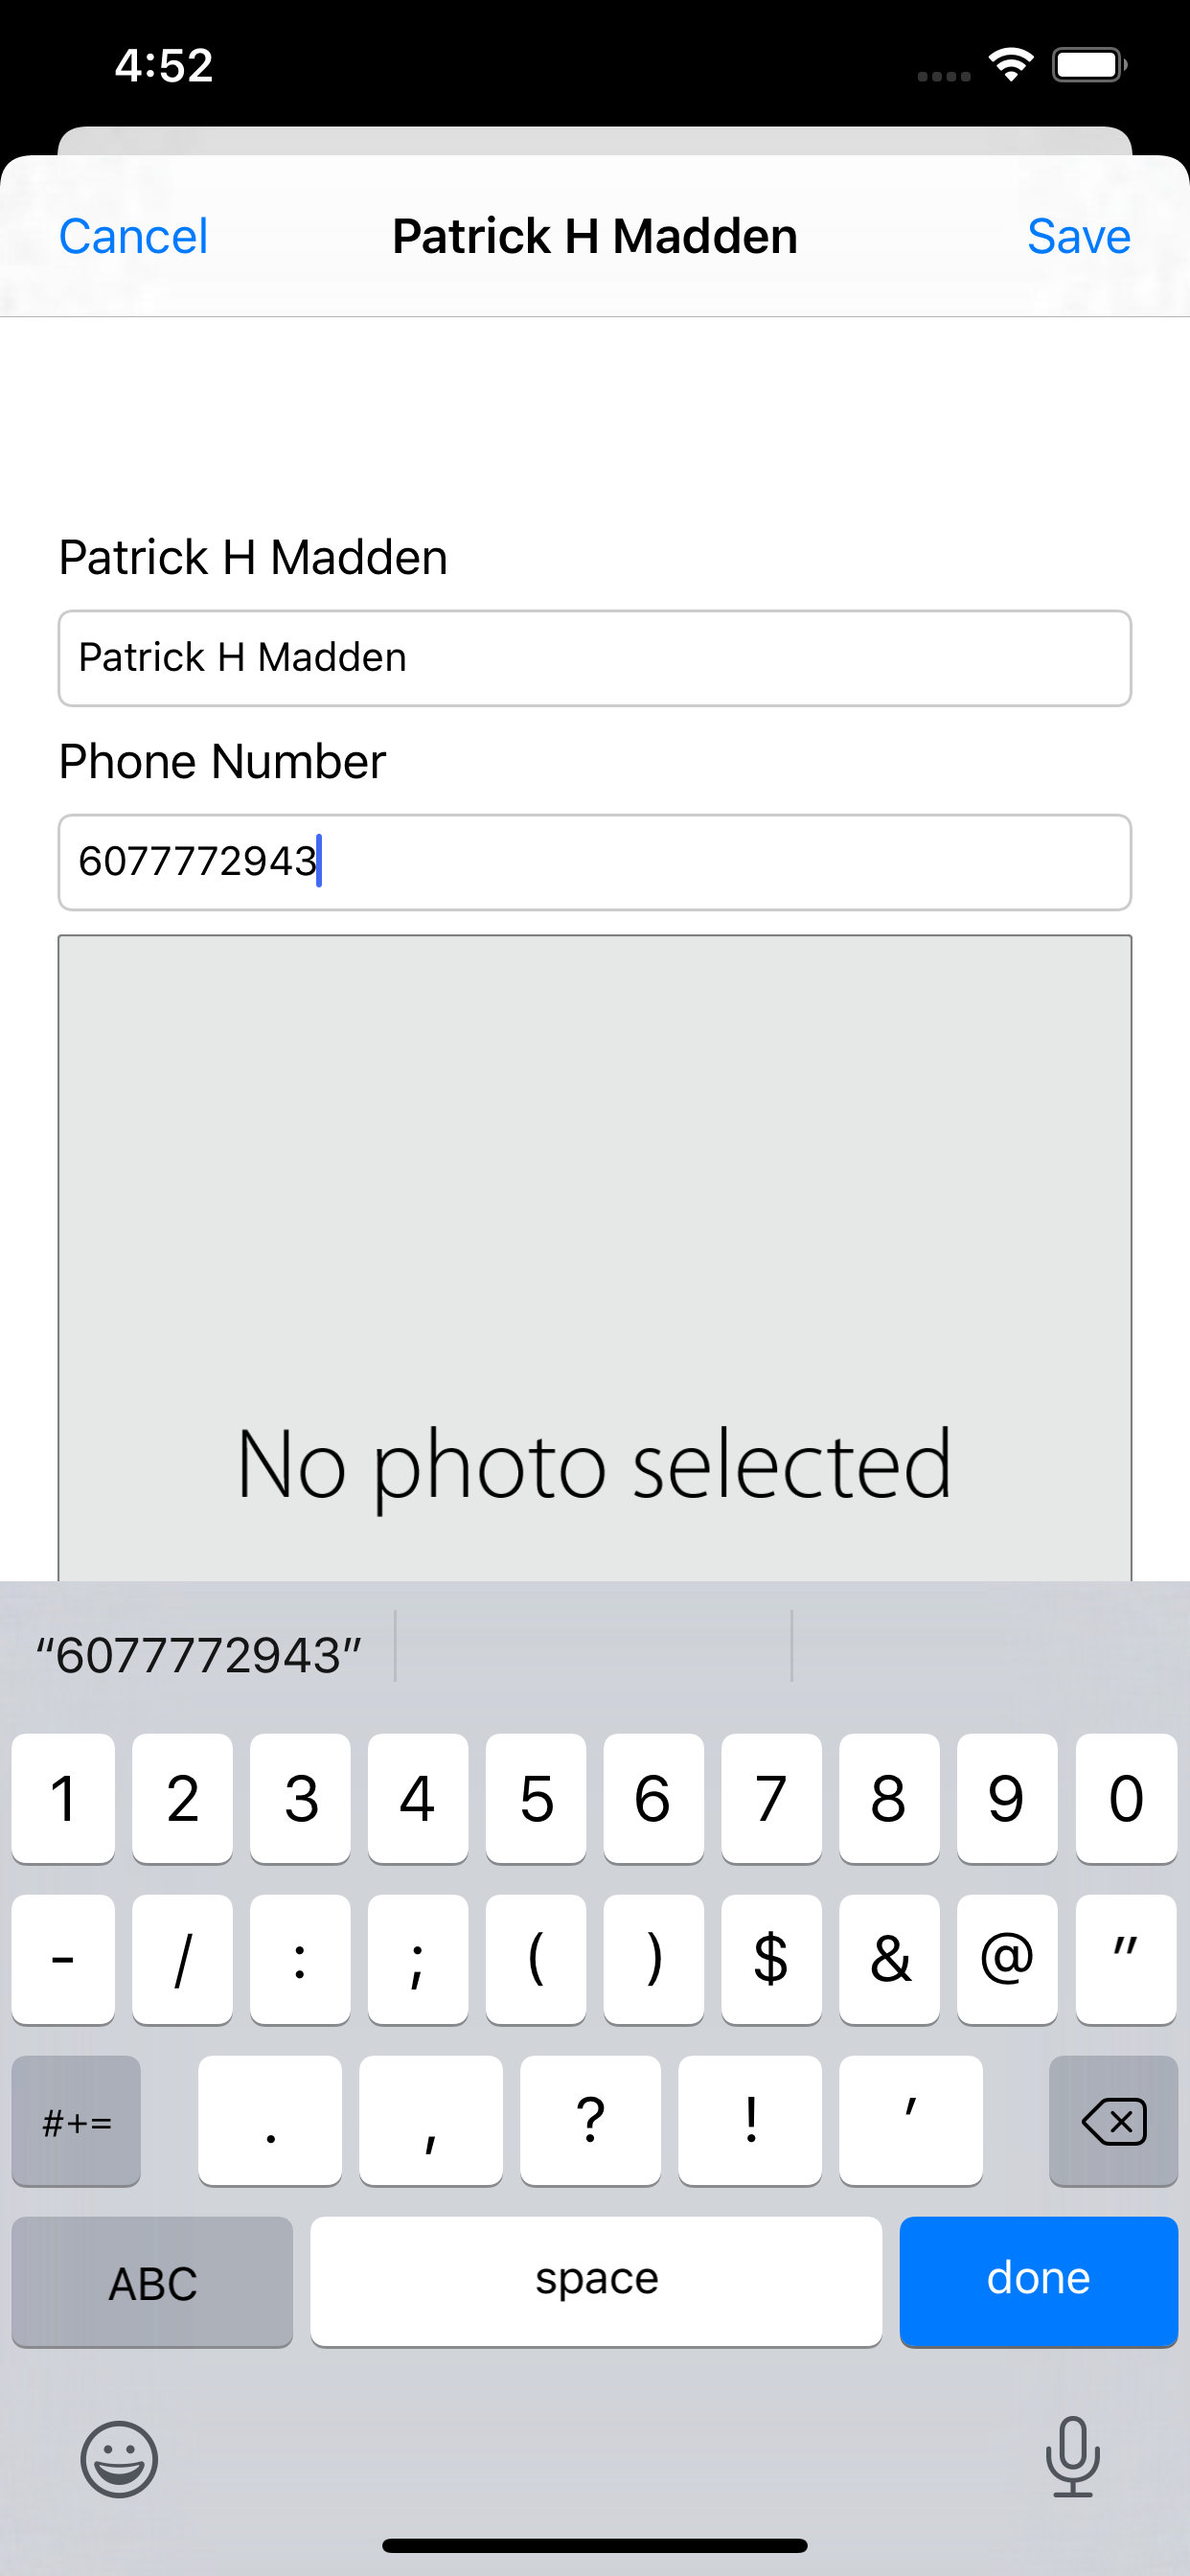 4:52
Cancel Patrick H Madden Save
Patrick H Madden
Patrick H Madden
Phone Number
6077772943
No photo selected
“6077772943”
1 2 3 4 5 6 7 8 9 0
- / : ; ( ) $ & @ "
#+= . , ? ! '
ABC space done